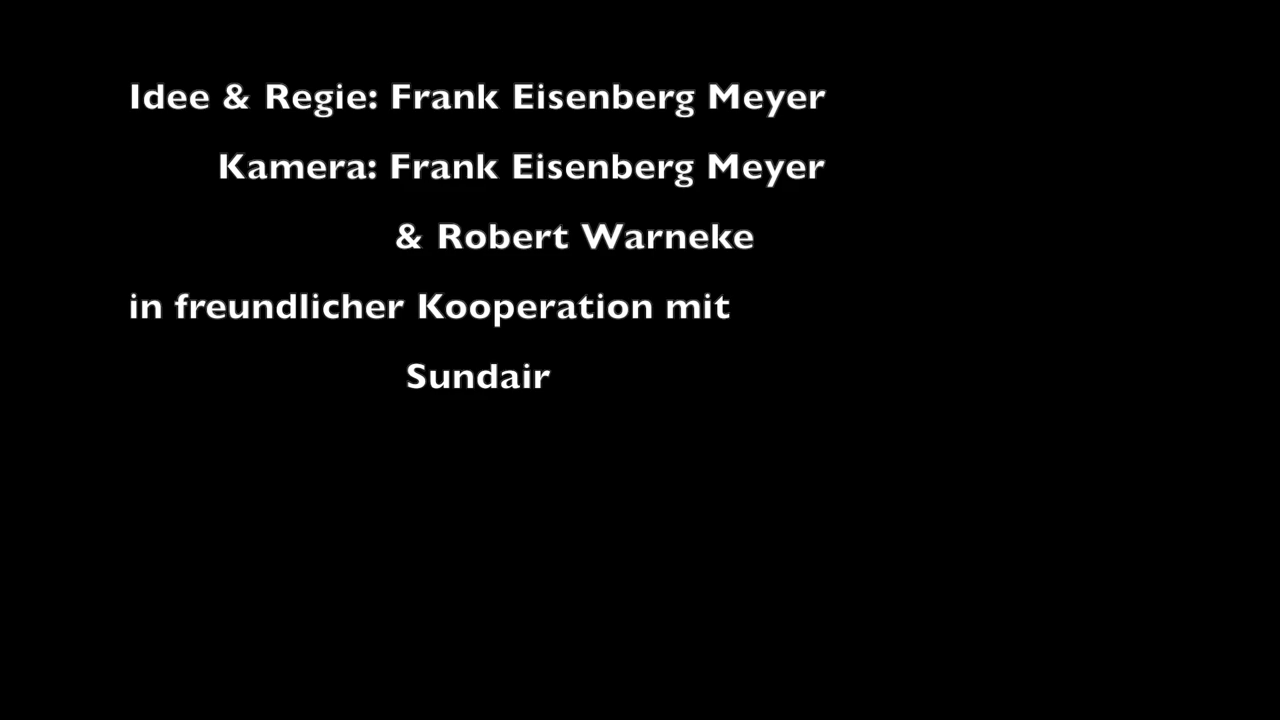 Idee & Regie: Frank Eisenberg Meyer
Kamera: Frank Eisenberg Meyer
& Robert Warneke
in freundlicher Kooperation mit
Sundair